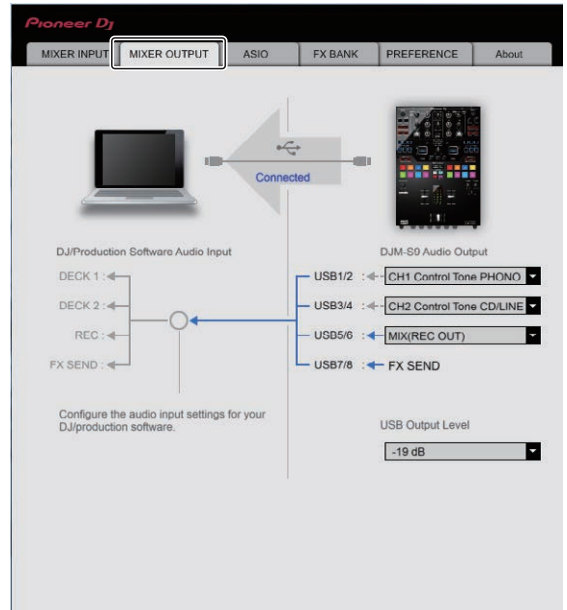 Pioneer Dj
MIXER INPUT
MIXER OUTPUT
ASIO
FX BANK
PREFERENCE
About
Connected
DJ/Production Software Audio Input
DJM-S9 Audio Output
DECK 1 :
USB1/2 :
CH1 Control Tone PHONO
DECK 2 :
USB3/4 :
CH2 Control Tone CD/LINE
REC :
USB5/6 :
MIX(REC OUT)
FX SEND :
USB7/8 :
FX SEND
Configure the audio input settings for your
DJ/production software.
USB Output Level
-19 dB